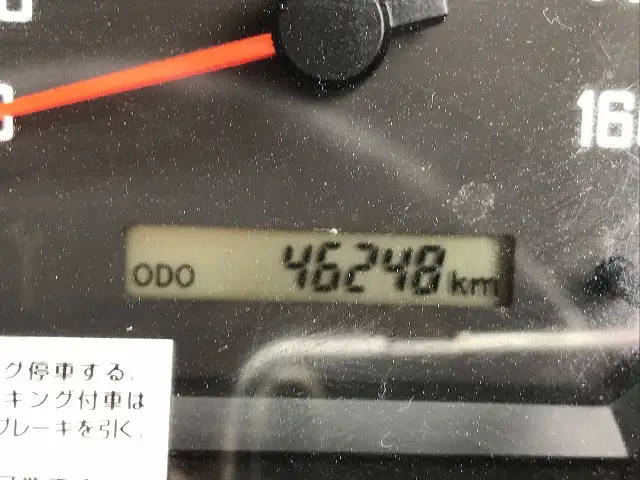 ODO 46248 km
グ停車する。
キング付車は
ブレーキを引く。